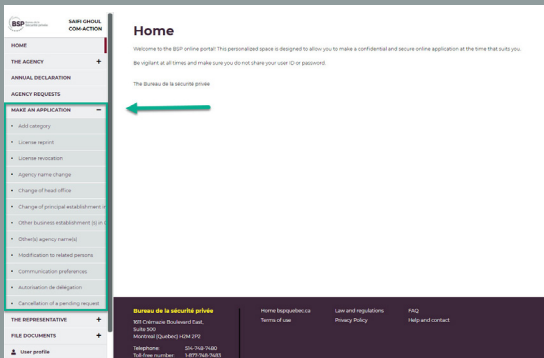 BSP
SAIFI GHOUL
COM-ACTION
HOME
THE AGENCY +
ANNUAL DECLARATION
AGENCY REQUESTS
MAKE AN APPLICATION −
• Add category
• License reprint
• License revocation
• Agency name change
• Change of head office
• Change of principal establishment in
• Other business establishment (s) in
• Other(s) agency name(s)
• Modification to related persons
• Communication preferences
• Autorisation de délégation
• Cancellation of a pending request
THE REPRESENTATIVE +
FILE DOCUMENTS +
User profile
Home
Welcome to the BSP online portal! This personalized space is designed to allow you to make a confidential and secure online application at the time that suits you.
Be vigilant at all times and make sure you do not share your user ID or password.
The Bureau de la sécurité privée
Bureau de la sécurité privée
1611 Crémazie Boulevard East,
Suite 500
Montreal (Quebec) H2M 2P2
Telephone: 514-748-7480
Toll-free number: 1-877-748-7483
Home bspquebec.ca
Terms of use
Law and regulations
Privacy Policy
FAQ
Help and contact